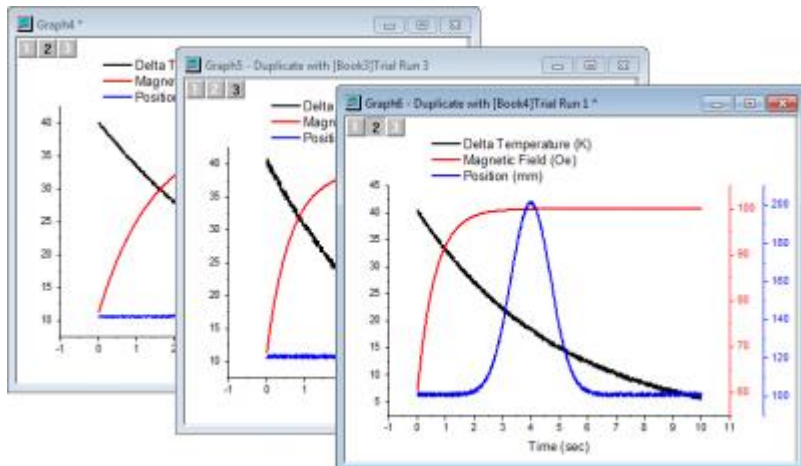 Graph4 *
1 2 3
Delta T
Magne
Position
40
35
30
25
20
15
10
-1 0 1 2
Graph5 - Duplicate with [Book3]Trial Run 3
1 2 3
Delta
Magn
Posit
40
35
30
25
20
15
10
-1 0 1
Graph6 - Duplicate with [Book4]Trial Run 1 *
1 2 3
Delta Temperature (K)
Magnetic Field (Oe)
Position (mm)
45
40
35
30
25
20
15
10
5
-1 0 1 2 3 4 5 6 7 8 9 10 11
Time (sec)
100
90
80
70
60
200
180
160
140
120
100